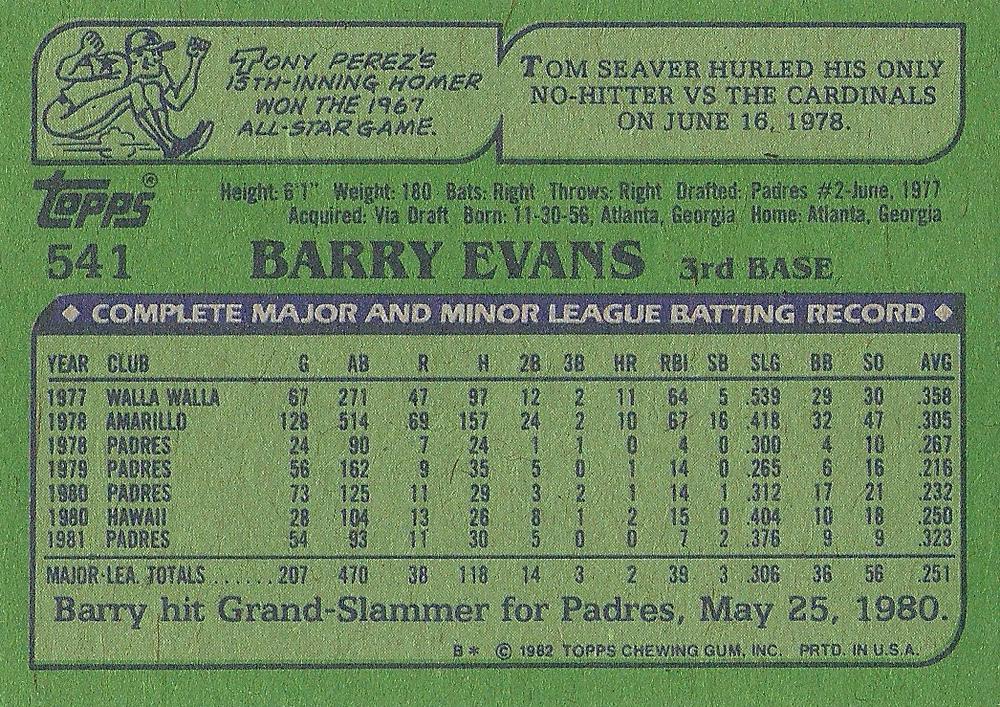 TONY PEREZ'S
15TH-INNING HOMER
WON THE 1967
ALL-STAR GAME.
TOM SEAVER HURLED HIS ONLY
NO-HITTER VS THE CARDINALS
ON JUNE 16, 1978.
Topps®
Height: 6'1" Weight: 180 Bats: Right Throws: Right Drafted: Padres #2-June, 1977
Acquired: Via Draft Born: 11-30-56, Atlanta, Georgia Home: Atlanta, Georgia
541 BARRY EVANS 3rd BASE
◆ COMPLETE MAJOR AND MINOR LEAGUE BATTING RECORD ◆
YEAR CLUB G AB R H 2B 3B HR RBI SB SLG BB SO AVG
1977 WALLA WALLA 67 271 47 97 12 2 11 64 5 .539 29 30 .358
1978 AMARILLO 128 514 69 157 24 2 10 67 16 .418 32 47 .305
1978 PADRES 24 90 7 24 1 1 0 4 0 .300 4 10 .267
1979 PADRES 56 162 9 35 5 0 1 14 0 .265 6 16 .216
1980 PADRES 73 125 11 29 3 2 1 14 1 .312 17 21 .232
1980 HAWAII 28 104 13 26 8 1 2 15 0 .404 10 18 .250
1981 PADRES 54 93 11 30 5 0 0 7 2 .376 9 9 .323
MAJOR-LEA. TOTALS ......207 470 38 118 14 3 2 39 3 .306 36 56 .251
Barry hit Grand-Slammer for Padres, May 25, 1980.
B* © 1982 TOPPS CHEWING GUM, INC. PRTD. IN U.S.A.